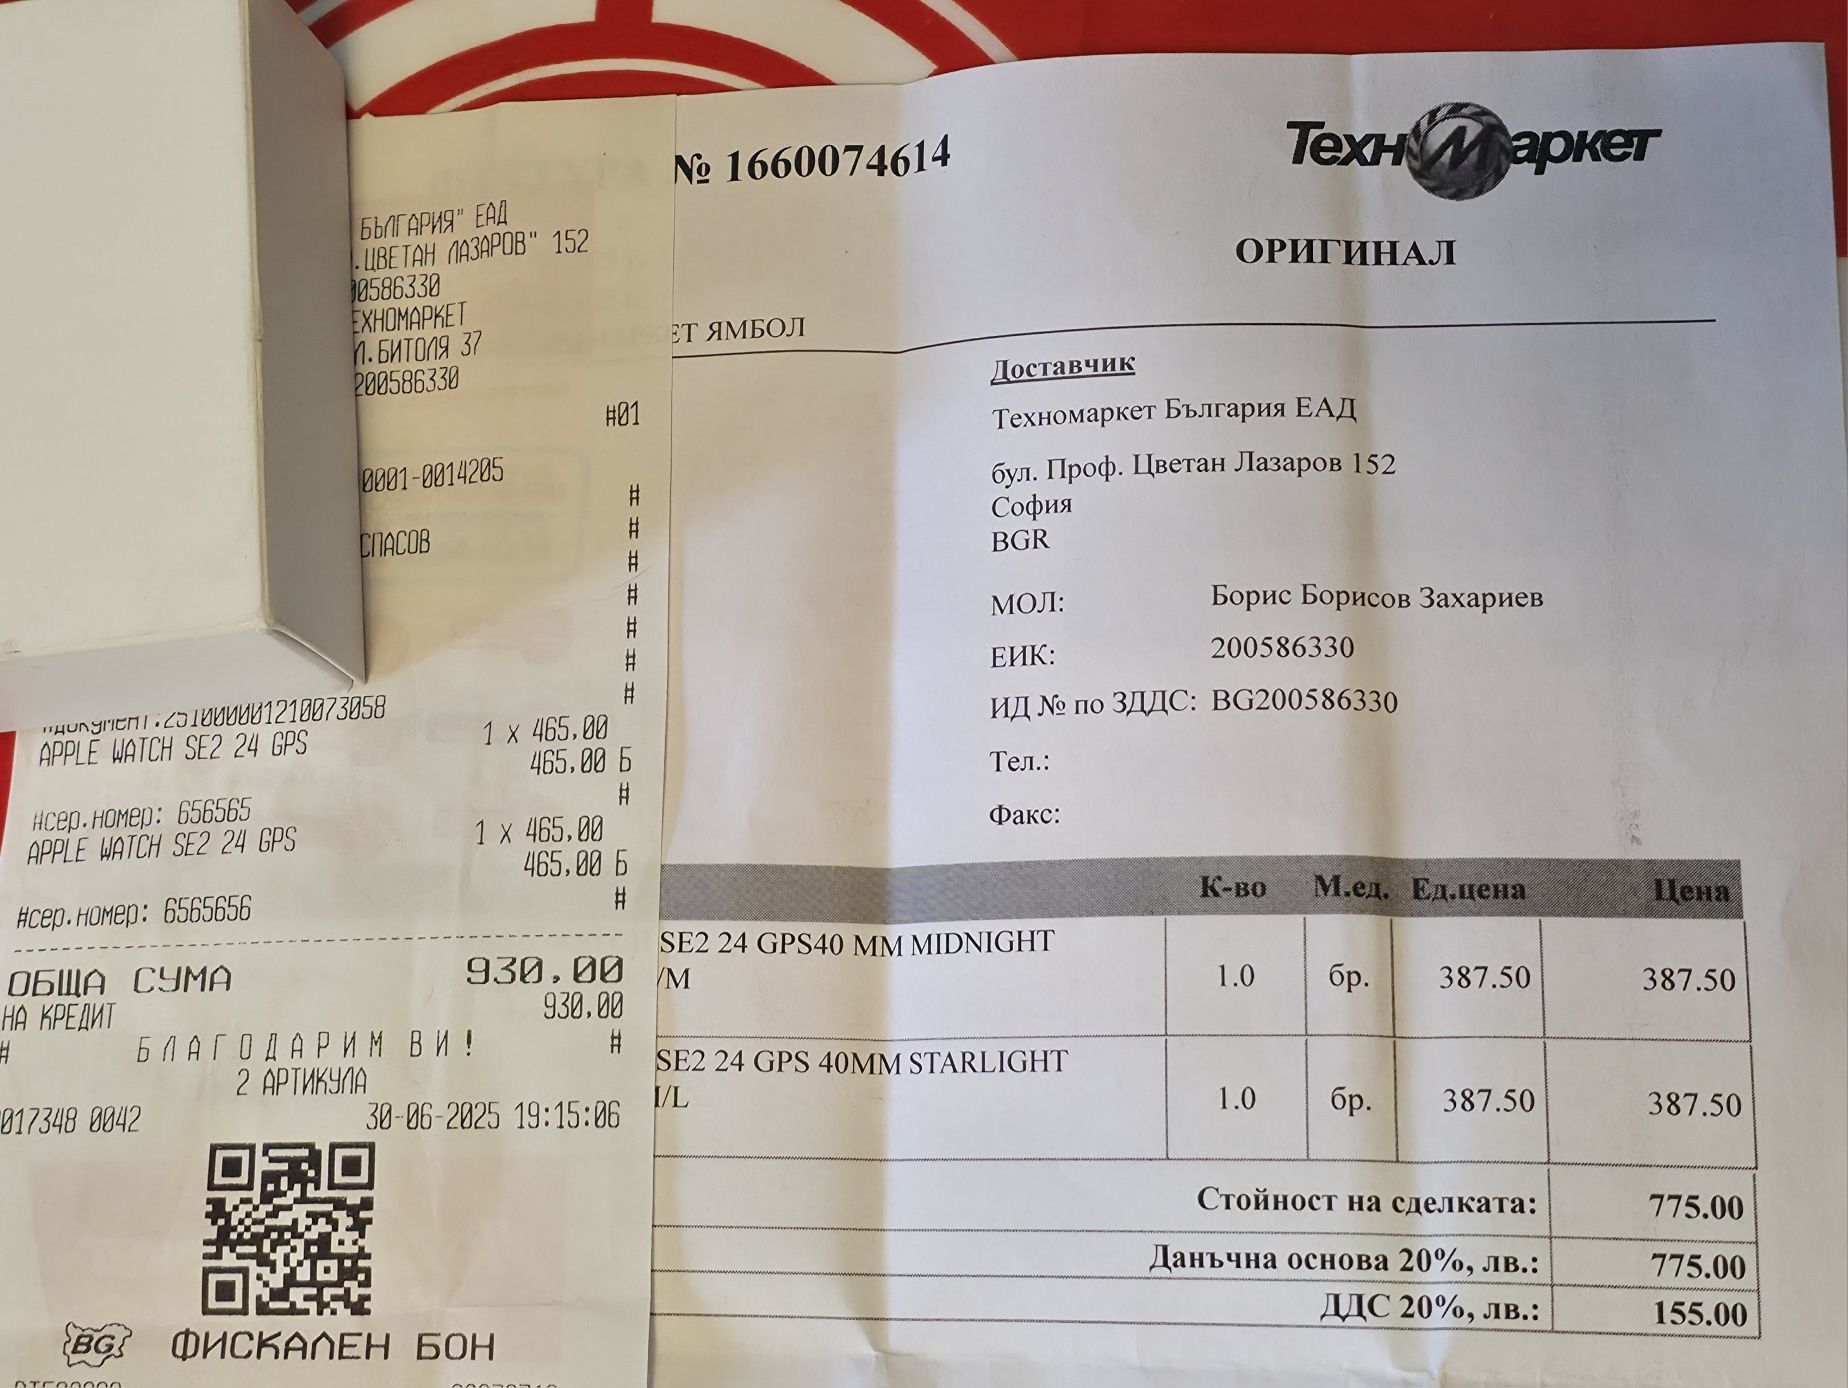 БЪЛГАРИЯ" ЕАД
.ЦВЕТАН ЛАЗАРОВ" 152
00586330
ЕХНОМАРКЕТ
Л.БИТОЛЯ 37
200586330
#01
0001-0014205
#
#
СПАСОВ
#
#
#
#
#
#документ:2510000001210073058
APPLE WATCH SE2 24 GPS
1 x 465,00
465,00 Б
#
#сер.номер: 656565
APPLE WATCH SE2 24 GPS
1 x 465,00
465,00 Б
#сер.номер: 6565656
#
ОБЩА СУМА 930,00
НА КРЕДИТ 930,00
# БЛАГОДАРИМ ВИ! #
2 АРТИКУЛА
017348 0042 30-06-2025 19:15:06
BG ФИСКАЛЕН БОН
№ 1660074614
ТехноМаркет
ОРИГИНАЛ
ЕТ ЯМБОЛ
Доставчик
Техномаркет България ЕАД
бул. Проф. Цветан Лазаров 152
София
BGR
МОЛ: Борис Борисов Захариев
ЕИК: 200586330
ИД № по ЗДДС: BG200586330
Тел.:
Факс:
К-во М.ед. Ед.цена Цена
SE2 24 GPS40 MM MIDNIGHT
/M
1.0 бр. 387.50 387.50
SE2 24 GPS 40MM STARLIGHT
/L
1.0 бр. 387.50 387.50
Стойност на сделката: 775.00
Данъчна основа 20%, лв.: 775.00
ДДС 20%, лв.: 155.00